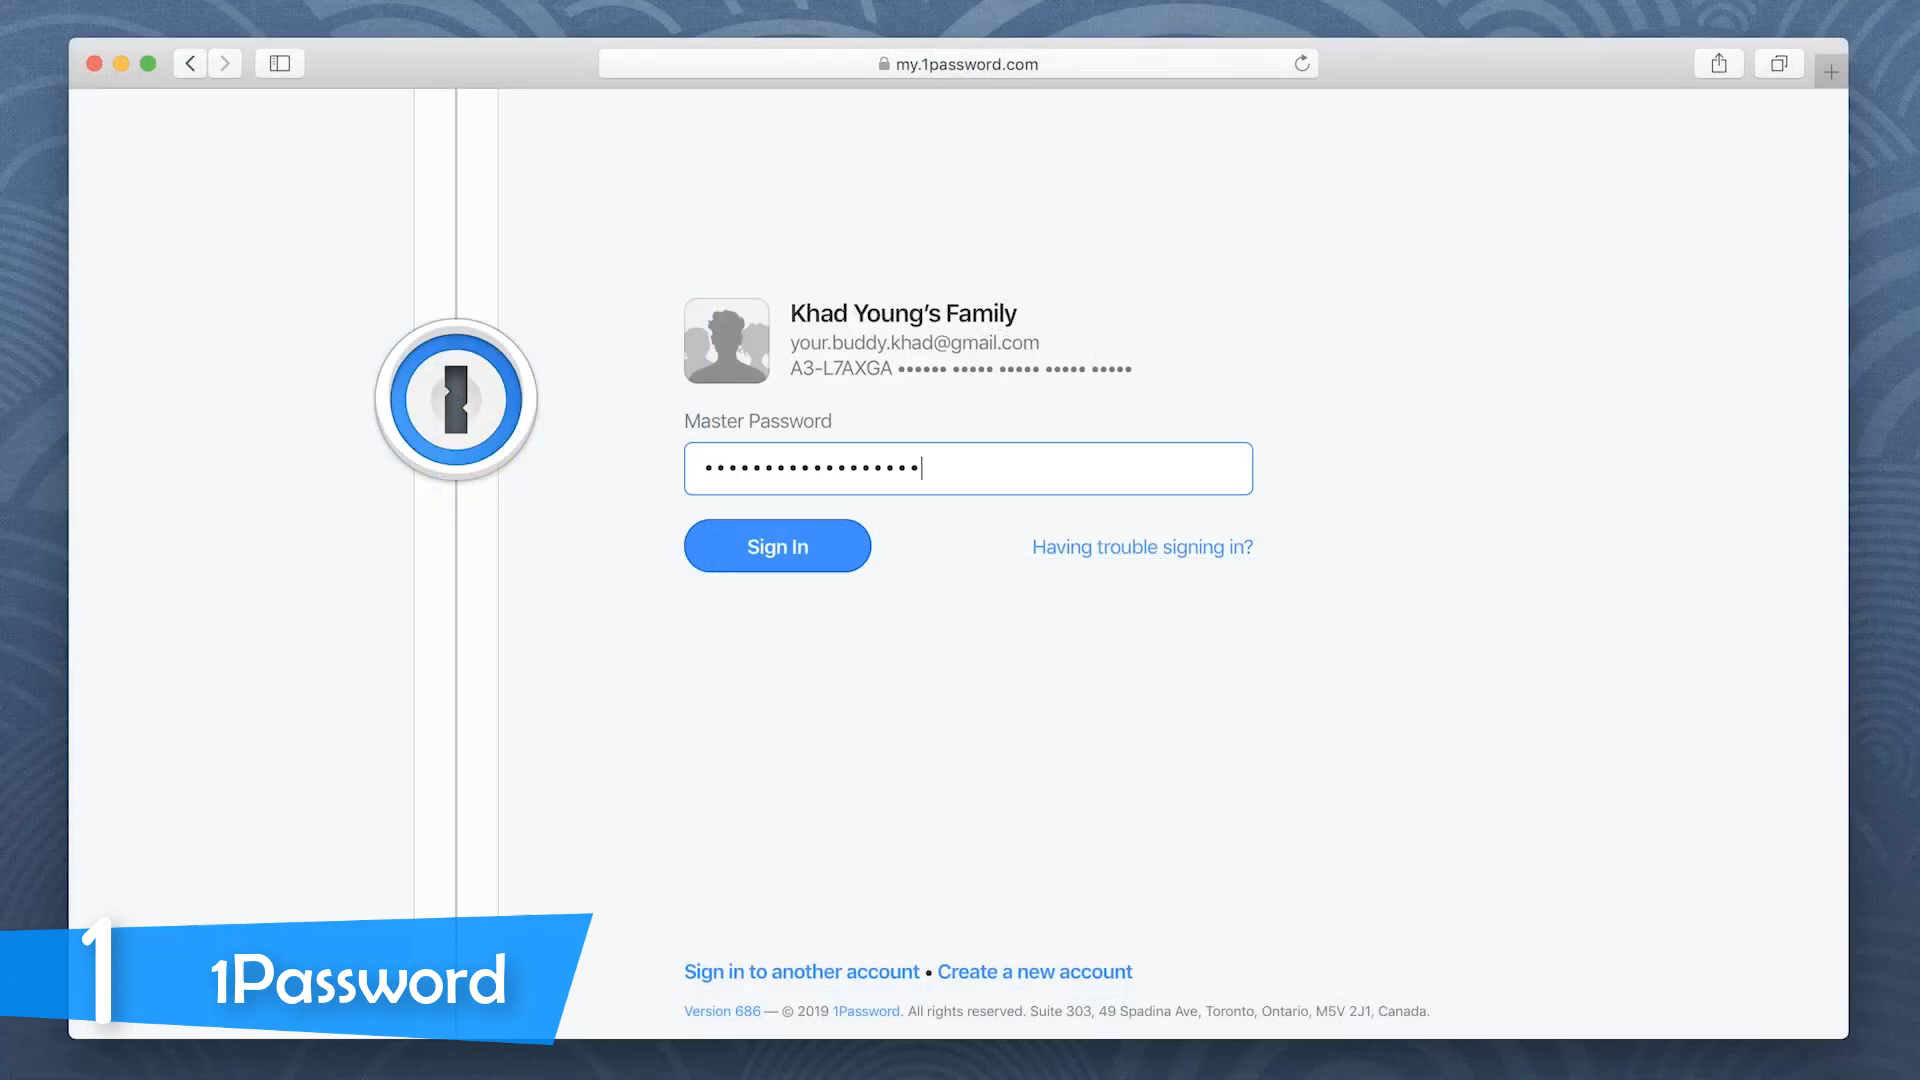 my.1password.com
Khad Young’s Family
your.buddy.khad@gmail.com
A3-L7AXGA •••••• ••••• ••••• ••••• •••••
Master Password
••••••••••••••••••
Sign In
Having trouble signing in?
1
1Password
Sign in to another account • Create a new account
Version 686 — © 2019 1Password. All rights reserved. Suite 303, 49 Spadina Ave, Toronto, Ontario, M5V 2J1, Canada.